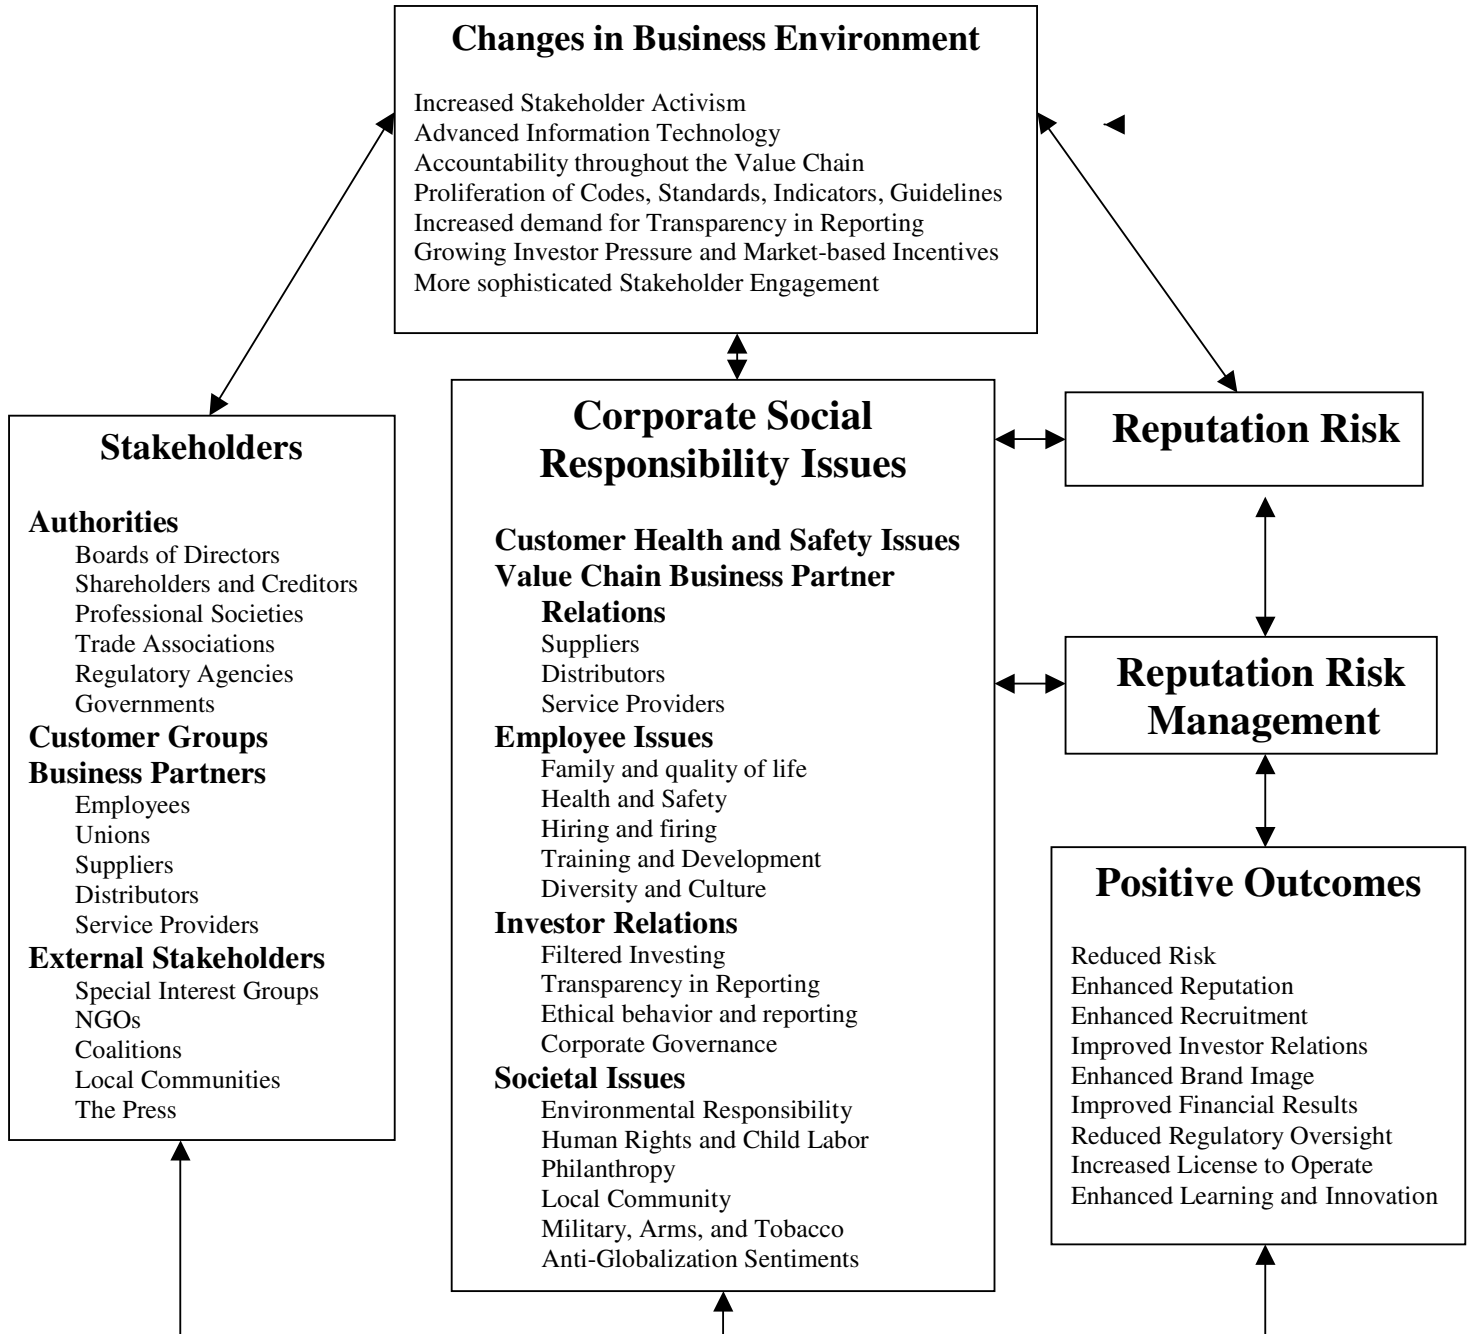 Changes in Business Environment
Increased Stakeholder Activism
Advanced Information Technology
Accountability throughout the Value Chain
Proliferation of Codes, Standards, Indicators, Guidelines
Increased demand for Transparency in Reporting
Growing Investor Pressure and Market-based Incentives
More sophisticated Stakeholder Engagement
Stakeholders
Authorities
Boards of Directors
Shareholders and Creditors
Professional Societies
Trade Associations
Regulatory Agencies
Governments
Customer Groups
Business Partners
Employees
Unions
Suppliers
Distributors
Service Providers
External Stakeholders
Special Interest Groups
NGOs
Coalitions
Local Communities
The Press
Corporate Social
Responsibility Issues
Customer Health and Safety Issues
Value Chain Business Partner
Relations
Suppliers
Distributors
Service Providers
Employee Issues
Family and quality of life
Health and Safety
Hiring and firing
Training and Development
Diversity and Culture
Investor Relations
Filtered Investing
Transparency in Reporting
Ethical behavior and reporting
Corporate Governance
Societal Issues
Environmental Responsibility
Human Rights and Child Labor
Philanthropy
Local Community
Military, Arms, and Tobacco
Anti-Globalization Sentiments
Reputation Risk
Reputation Risk
Management
Positive Outcomes
Reduced Risk
Enhanced Reputation
Enhanced Recruitment
Improved Investor Relations
Enhanced Brand Image
Improved Financial Results
Reduced Regulatory Oversight
Increased License to Operate
Enhanced Learning and Innovation